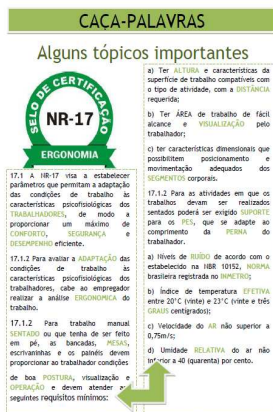 CAÇA-PALAVRAS
Alguns tópicos importantes
SELO DE CERTIFICAÇÃO
NR-17
ERGONOMIA
17.1 A NR-17 visa a estabelecer
parâmetros que permitam a adaptação
das condições de trabalho às
características psicofisiológicas dos
TRABALHADORES, de modo a
proporcionar um máximo de
CONFORTO, SEGURANÇA e
DESEMPENHO eficiente.
17.1.2 Para avaliar a ADAPTAÇÃO das
condições de trabalho às
características psicofisiológicas dos
trabalhadores, cabe ao empregador
realizar a análise ERGONOMICA do
trabalho.
17.1.2 Para trabalho manual
SENTADO ou que tenha de ser feito
em pé, as bancadas, MESAS,
escrivaninhas e os painéis devem
proporcionar ao trabalhador condições
de boa POSTURA, visualização e
OPERAÇÃO e devem atender aos
seguintes requisitos mínimos:
a) Ter ALTURA e características da
superfície de trabalho compatíveis com
o tipo de atividade, com a DISTÂNCIA
requerida;
b) Ter ÁREA de trabalho de fácil
alcance e VISUALIZAÇÃO pelo
trabalhador;
c) ter características dimensionais que
possibilitem posicionamento e
movimentação adequados dos
SEGMENTOS corporais.
17.1.2 Para as atividades em que os
trabalhos devam ser realizados
sentados poderá ser exigido SUPORTE
para os PES, que se adapte ao
comprimento da PERNA do
trabalhador.
a) Níveis de RUÍDO de acordo com o
estabelecido na HBR 10152, NORMA
brasileira registrada no INMETRO;
b) Índice de temperatura EFETIVA
entre 20°C (vinte) e 23°C (vinte e três
GRAUS centígrados);
c) Velocidade do AR não superior a
0,75m/s;
d) Umidade RELATIVA do ar não
inferior a 40 (quarenta) por cento.